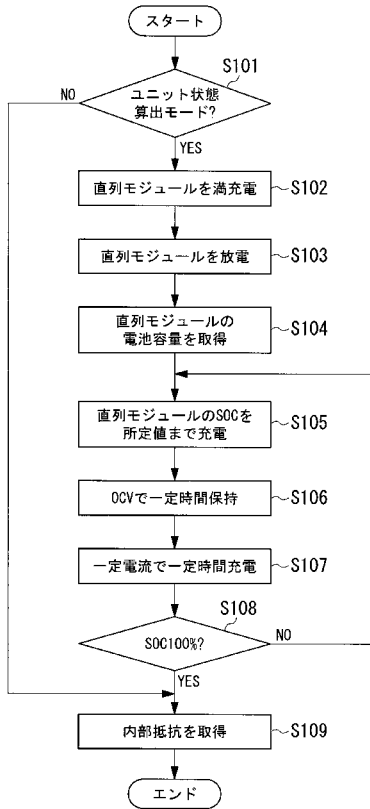 スタート
S101
NO
ユニット状態
算出モード?
YES
直列モジュールを満充電
S102
直列モジュールを放電
S103
直列モジュールの
電池容量を取得
S104
直列モジュールのSOCを
所定値まで充電
S105
OCVで一定時間保持
S106
一定電流で一定時間充電
S107
S108
SOC100%?
NO
YES
内部抵抗を取得
S109
エンド